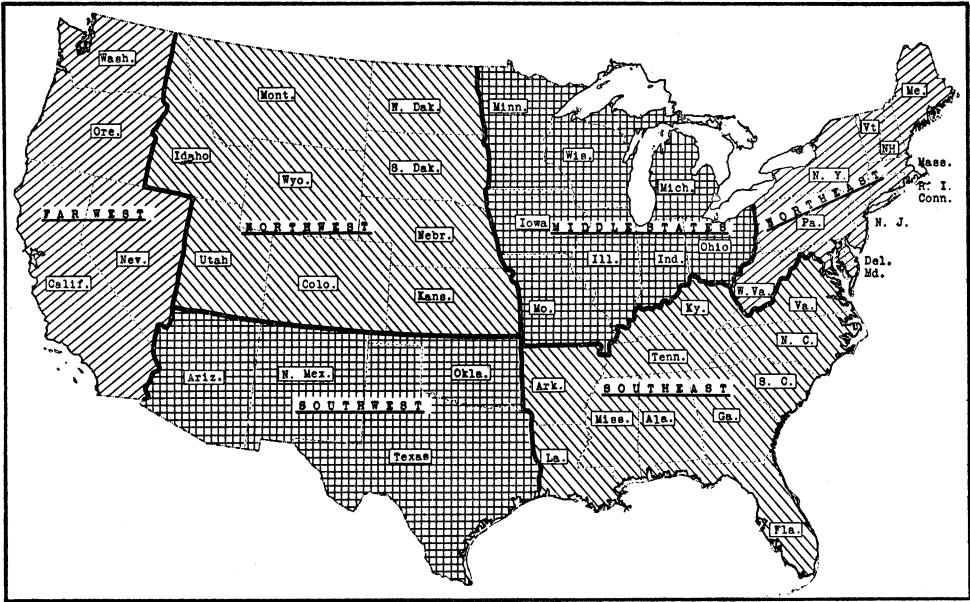 Wash.
Me.
Mont.
N. Dak.
Minn.
Ore.
Vt
NH
Idaho
Wis.
Mass.
S. Dak.
Wyo.
Mich.
N. Y.
R. I.
Conn.
FAR WEST
NORTHWEST
Iowa
MIDDLE STATES
NORTHEAST
Pa.
N. J.
Nebr.
Ohio
Nev.
Utah
Ill.
Ind.
Del.
Md.
Calif.
Colo.
Kans.
W.Va.
Va.
Mo.
Ky.
N. C.
Tenn.
Ariz.
N. Mex.
Okla.
Ark.
SOUTHEAST
S. C.
SOUTHWEST
Miss.
Ala.
Ga.
Texas
La.
Fla.